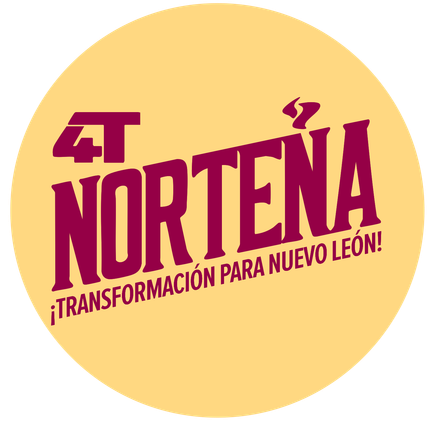 4T
NORTEÑA
¡TRANSFORMACIÓN PARA NUEVO LEÓN!